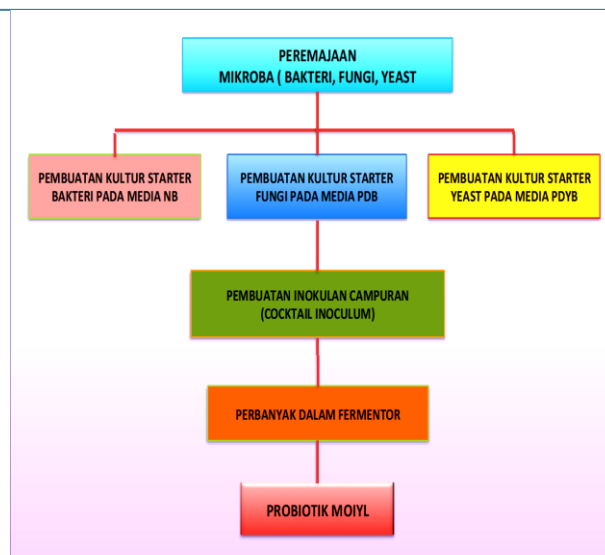 PEREMAJAAN
MIKROBA ( BAKTERI, FUNGI, YEAST
PEMBUATAN KULTUR STARTER
BAKTERI PADA MEDIA NB
PEMBUATAN KULTUR STARTER
FUNGI PADA MEDIA PDB
PEMBUATAN KULTUR STARTER
YEAST PADA MEDIA PDYB
PEMBUATAN INOKULAN CAMPURAN
(COCKTAIL INOCULUM)
PERBANYAK DALAM FERMENTOR
PROBIOTIK MOIYL